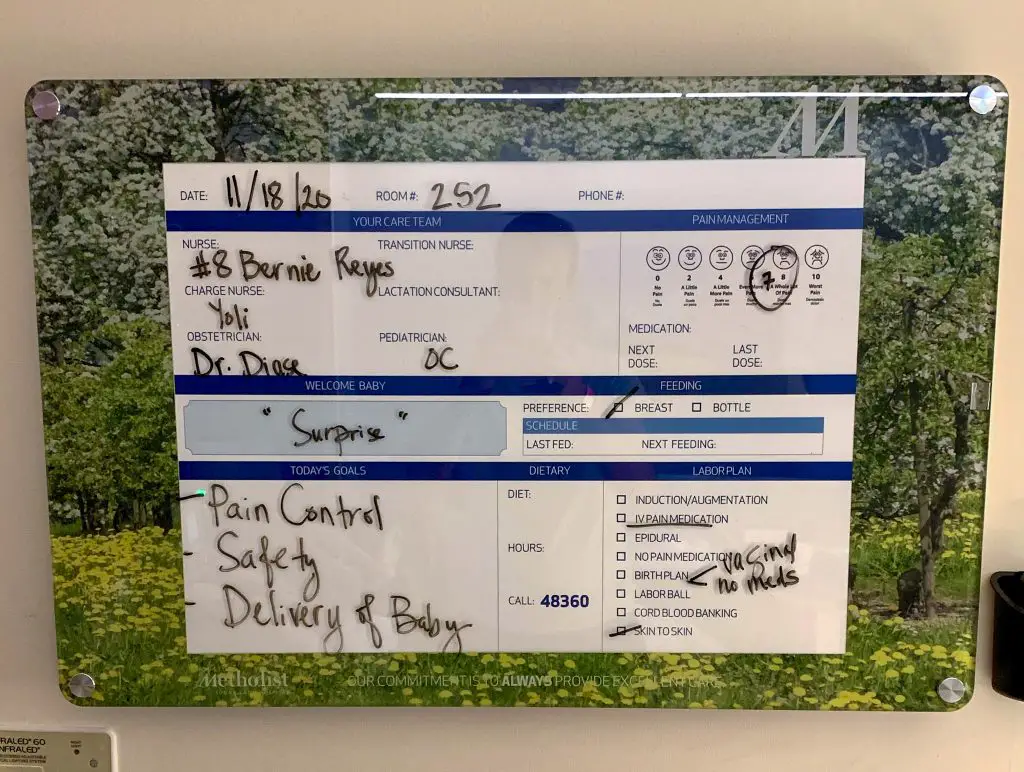 M
DATE: 11/18/20 ROOM #: 252 PHONE #:
YOUR CARE TEAM PAIN MANAGEMENT
NURSE: TRANSITION NURSE:
#8 Bernie Reyes
CHARGE NURSE: LACTATION CONSULTANT:
Yoli
OBSTETRICIAN: PEDIATRICIAN:
Dr. Diase OC
0 2 4 7 8 10
No Pain A Little Pain A Little More Pain Even More A Whole Lot Of Pain Worst Pain
MEDICATION:
NEXT DOSE: LAST DOSE:
WELCOME BABY FEEDING
"Surprise"
PREFERENCE: BREAST BOTTLE
SCHEDULE
LAST FED: NEXT FEEDING:
TODAY'S GOALS DIETARY LABOR PLAN
- Pain Control
- Safety
- Delivery of Baby
DIET:
HOURS:
CALL: 48360
INDUCTION/AUGMENTATION
IV PAIN MEDICATION
EPIDURAL
NO PAIN MEDICATION
BIRTH PLAN < vaginal no meds
LABOR BALL
CORD BLOOD BANKING
SKIN TO SKIN
Methodist
OUR COMMITMENT IS TO ALWAYS PROVIDE EXCELLENT CARE